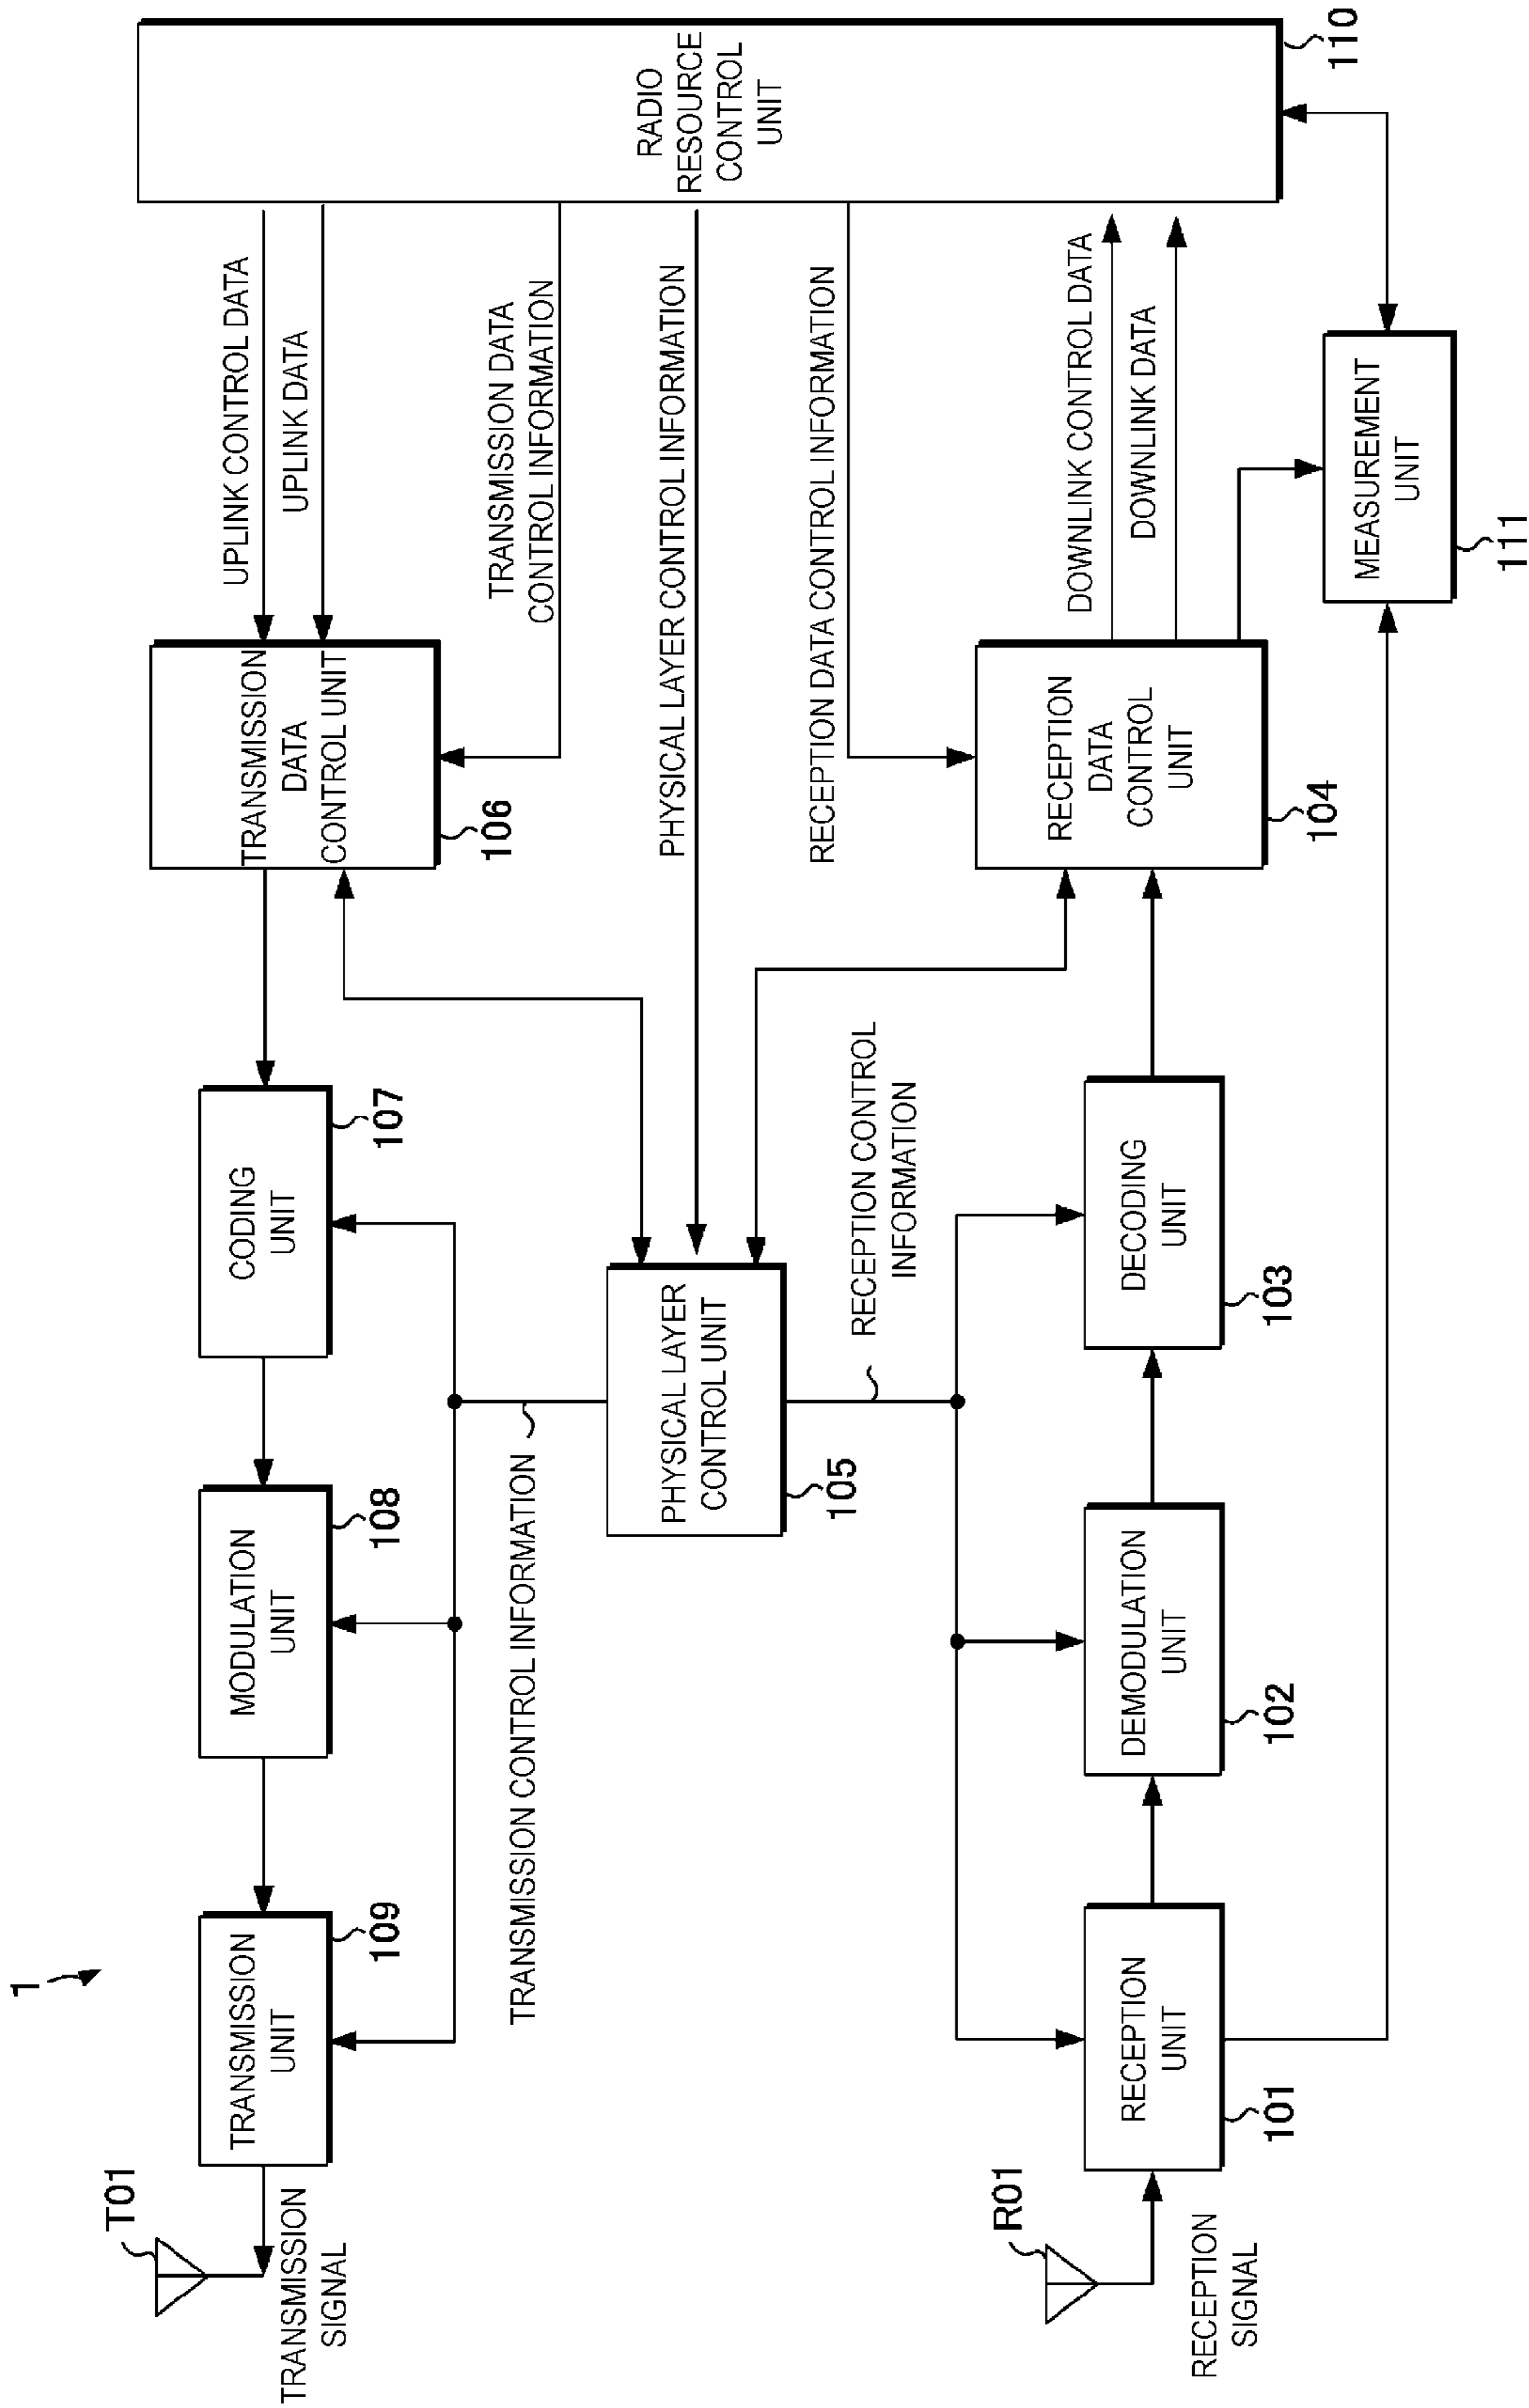 1
T01
TRANSMISSION
SIGNAL
TRANSMISSION
UNIT
109
MODULATION
UNIT
108
CODING
UNIT
107
TRANSMISSION
DATA
CONTROL UNIT
106
UPLINK CONTROL DATA
UPLINK DATA
TRANSMISSION DATA
CONTROL INFORMATION
RADIO
RESOURCE
CONTROL
UNIT
110
TRANSMISSION CONTROL INFORMATION
PHYSICAL LAYER
CONTROL UNIT
105
PHYSICAL LAYER CONTROL INFORMATION
RECEPTION CONTROL
INFORMATION
RECEPTION DATA CONTROL INFORMATION
R01
RECEPTION
SIGNAL
RECEPTION
UNIT
101
DEMODULATION
UNIT
102
DECODING
UNIT
103
RECEPTION
DATA
CONTROL
UNIT
104
DOWNLINK CONTROL DATA
DOWNLINK DATA
MEASUREMENT
UNIT
111